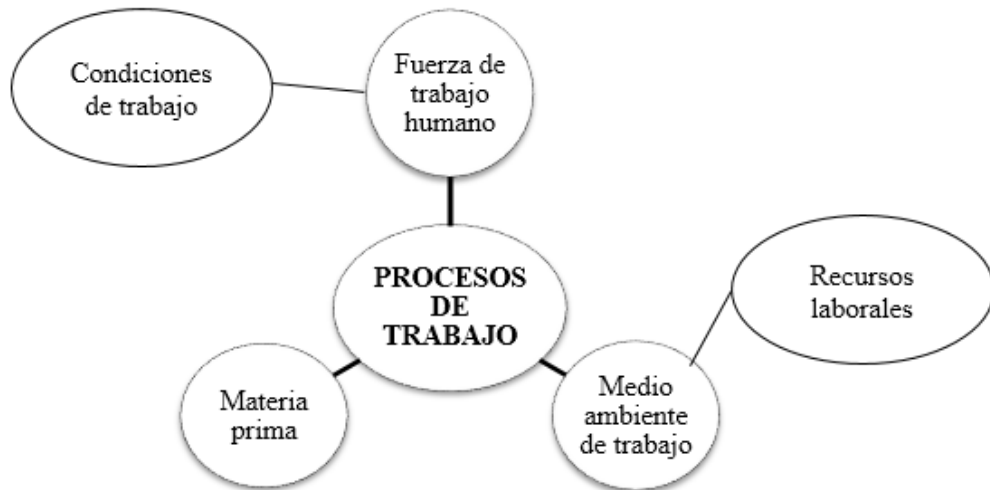 Condiciones
de trabajo
Fuerza de
trabajo
humano
PROCESOS
DE
TRABAJO
Recursos
laborales
Materia
prima
Medio
ambiente
de trabajo